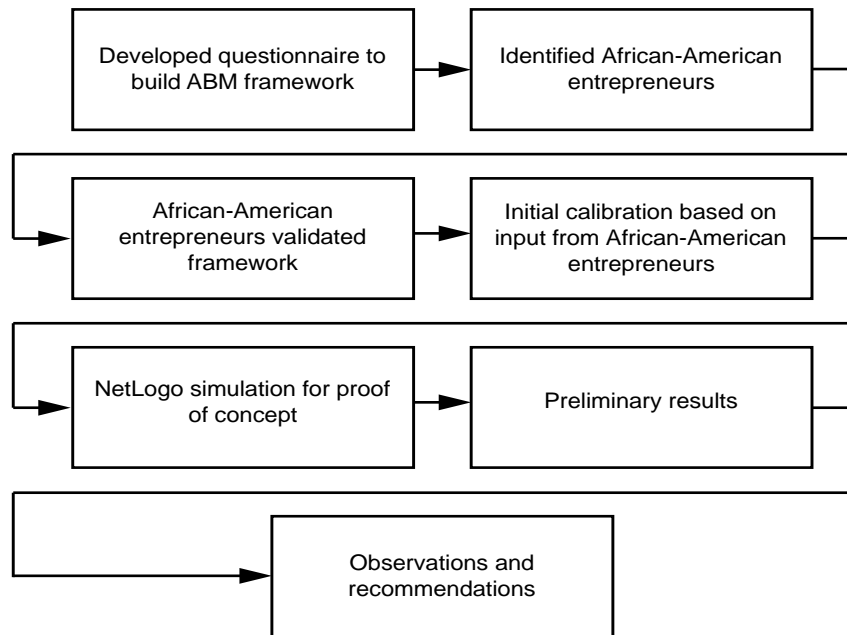 Developed questionnaire to
build ABM framework
Identified African-American
entrepreneurs
African-American
entrepreneurs validated
framework
Initial calibration based on
input from African-American
entrepreneurs
NetLogo simulation for proof
of concept
Preliminary results
Observations and
recommendations